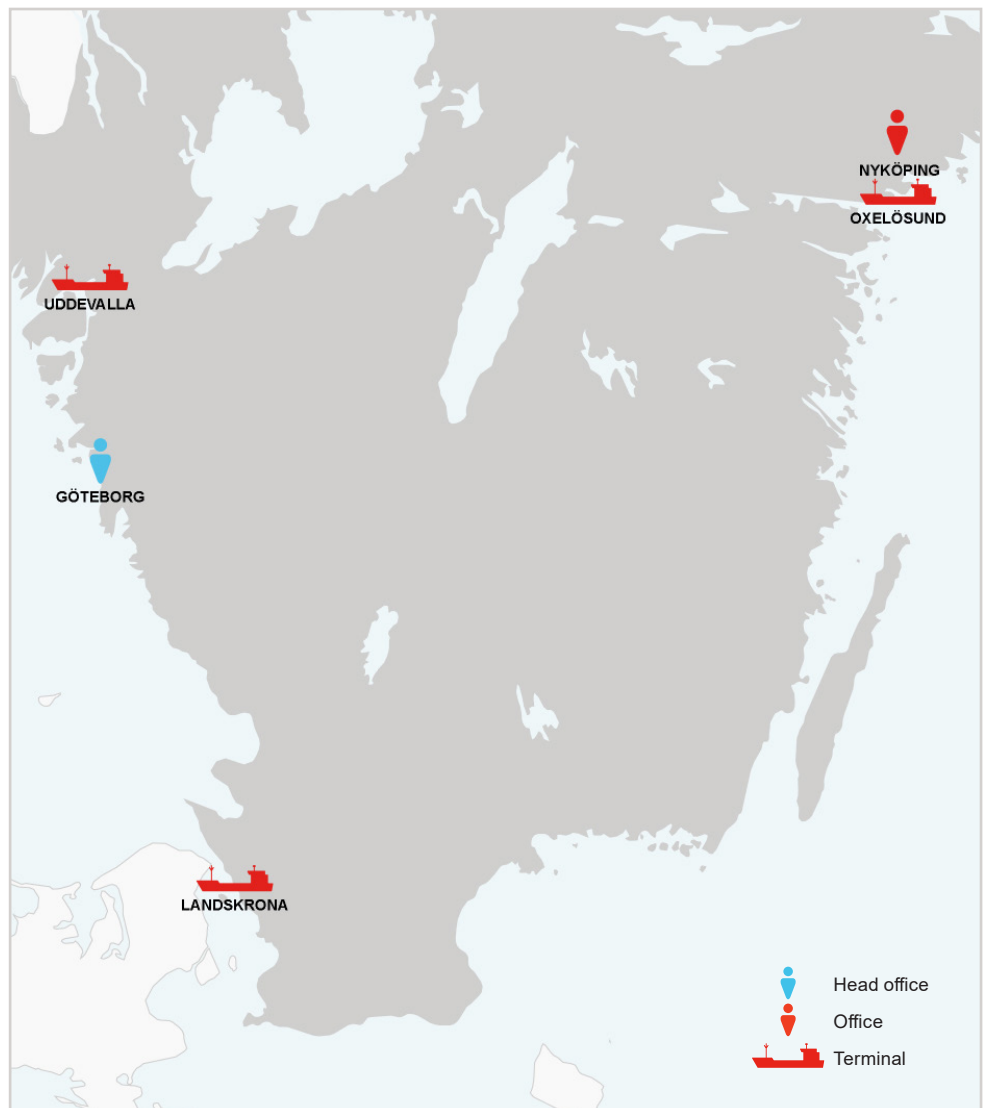 NYKÖPING
OXELÖSUND
UDDEVALLA
GÖTEBORG
LANDSKRONA
Head office
Office
Terminal